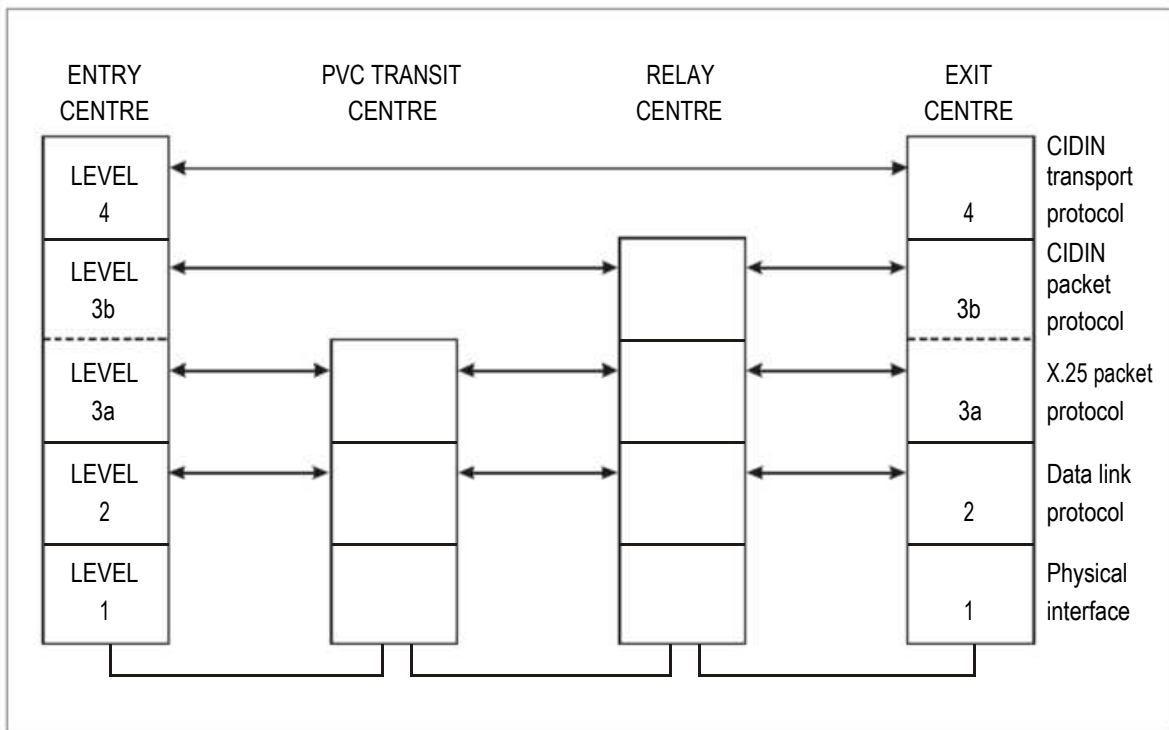 ENTRY
CENTRE
PVC TRANSIT
CENTRE
RELAY
CENTRE
EXIT
CENTRE
LEVEL
4
4
CIDIN
transport
protocol
LEVEL
3b
3b
CIDIN
packet
protocol
LEVEL
3a
3a
X.25 packet
protocol
LEVEL
2
2
Data link
protocol
LEVEL
1
1
Physical
interface